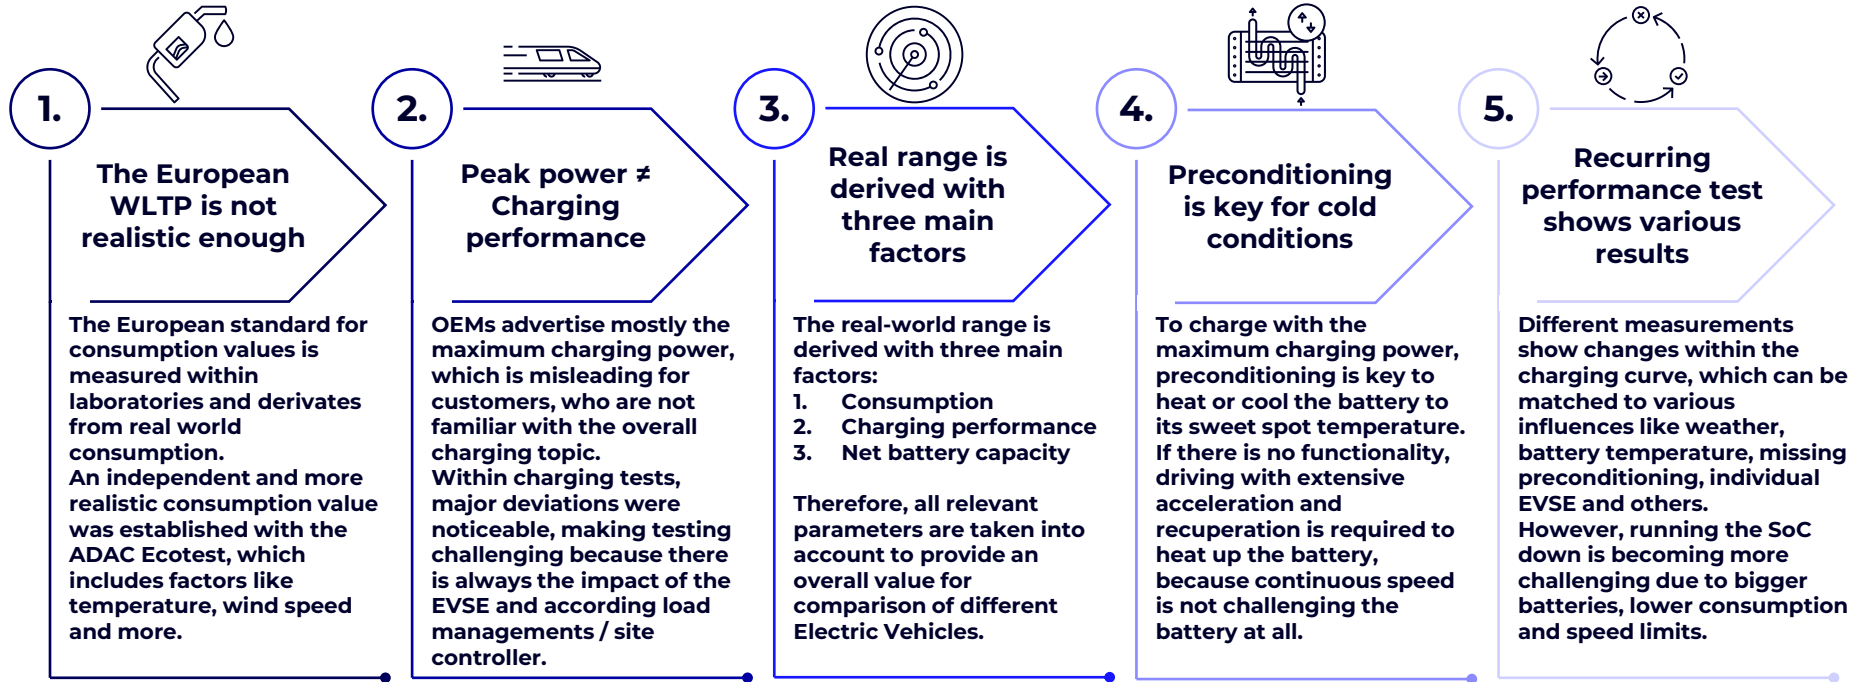 1.
The European
WLTP is not
realistic enough
The European standard for
consumption values is
measured within
laboratories and derivates
from real world
consumption.
An independent and more
realistic consumption value
was established with the
ADAC Ecotest, which
includes factors like
temperature, wind speed
and more.
2.
Peak power ≠
Charging
performance
OEMs advertise mostly the
maximum charging power,
which is misleading for
customers, who are not
familiar with the overall
charging topic.
Within charging tests,
major deviations were
noticeable, making testing
challenging because there
is always the impact of the
EVSE and according load
managements / site
controller.
3.
Real range is
derived with
three main
factors
The real-world range is
derived with three main
factors:
1. Consumption
2. Charging performance
3. Net battery capacity
Therefore, all relevant
parameters are taken into
account to provide an
overall value for
comparison of different
Electric Vehicles.
4.
Preconditioning
is key for cold
conditions
To charge with the
maximum charging power,
preconditioning is key to
heat or cool the battery to
its sweet spot temperature.
If there is no functionality,
driving with extensive
acceleration and
recuperation is required to
heat up the battery,
because continuous speed
is not challenging the
battery at all.
5.
Recurring
performance test
shows various
results
Different measurements
show changes within the
charging curve, which can be
matched to various
influences like weather,
battery temperature, missing
preconditioning, individual
EVSE and others.
However, running the SoC
down is becoming more
challenging due to bigger
batteries, lower consumption
and speed limits.